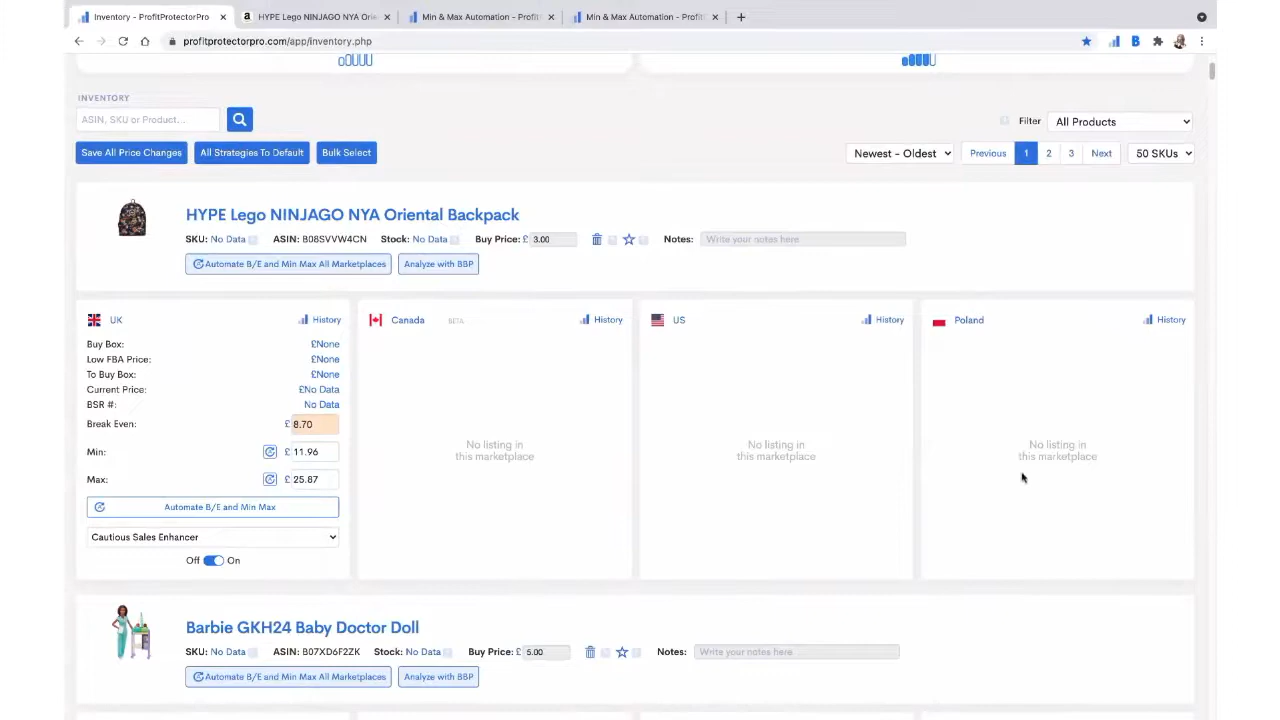 Inventory - ProfitProtectorPro
HYPE Lego NINJAGO NYA Orie
Min & Max Automation - Profit
Min & Max Automation - Profit
profitprotectorpro.com/app/inventory.php
INVENTORY
ASIN, SKU or Product...
Filter All Products
Save All Price Changes All Strategies To Default Bulk Select
Newest - Oldest Previous 1 2 3 Next 50 SKUs
HYPE Lego NINJAGO NYA Oriental Backpack
SKU: No Data ASIN: B08SVVW4CN Stock: No Data Buy Price: £ 3.00 Notes: Write your notes here
Automate B/E and Min Max All Marketplaces Analyze with BBP
UK History
Buy Box: £None
Low FBA Price: £None
To Buy Box: £None
Current Price: £No Data
BSR #: No Data
Break Even: £ 8.70
Min: £ 11.96
Max: £ 25.87
Automate B/E and Min Max
Cautious Sales Enhancer
Off On
Canada BETA History
No listing in
this marketplace
US History
No listing in
this marketplace
Poland History
No listing in
this marketplace
Barbie GKH24 Baby Doctor Doll
SKU: No Data ASIN: B07XD6F2ZK Stock: No Data Buy Price: £ 5.00 Notes: Write your notes here
Automate B/E and Min Max All Marketplaces Analyze with BBP